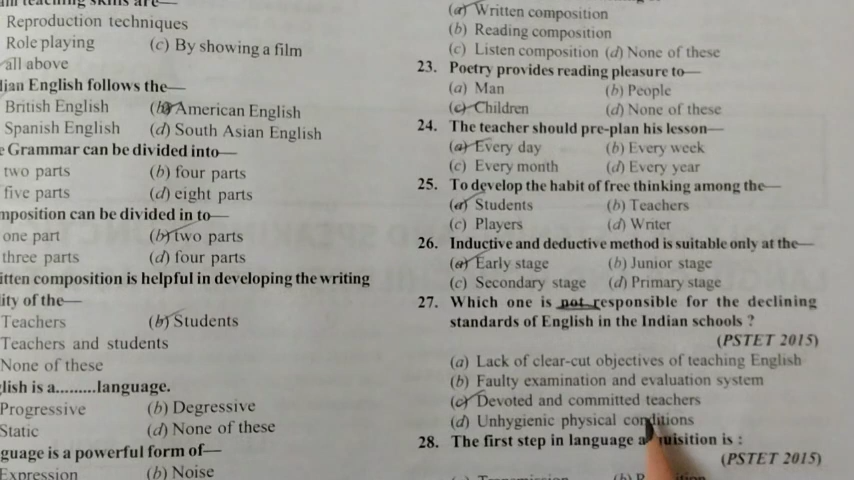 Reproduction techniques
Role playing (c) By showing a film
all above
English follows the—
British English (b) American English
Spanish English (d) South Asian English
Grammar can be divided into—
two parts (b) four parts
five parts (d) eight parts
can be divided in to—
one part (b) two parts
three parts (d) four parts
composition is helpful in developing the writing
of the—
Teachers (b) Students
Teachers and students
None of these
is a.........language.
Progressive (b) Degressive
Static (d) None of these
is a powerful form of—
Expression (b) Noise
(a) Written composition
(b) Reading composition
(c) Listen composition (d) None of these
23. Poetry provides reading pleasure to—
(a) Man (b) People
(c) Children (d) None of these
24. The teacher should pre-plan his lesson—
(a) Every day (b) Every week
(c) Every month (d) Every year
25. To develop the habit of free thinking among the—
(a) Students (b) Teachers
(c) Players (d) Writer
26. Inductive and deductive method is suitable only at the—
(a) Early stage (b) Junior stage
(c) Secondary stage (d) Primary stage
27. Which one is not responsible for the declining
standards of English in the Indian schools ?
(PSTET 2015)
(a) Lack of clear-cut objectives of teaching English
(b) Faulty examination and evaluation system
(c) Devoted and committed teachers
(d) Unhygienic physical conditions
28. The first step in language is :
(PSTET 2015)